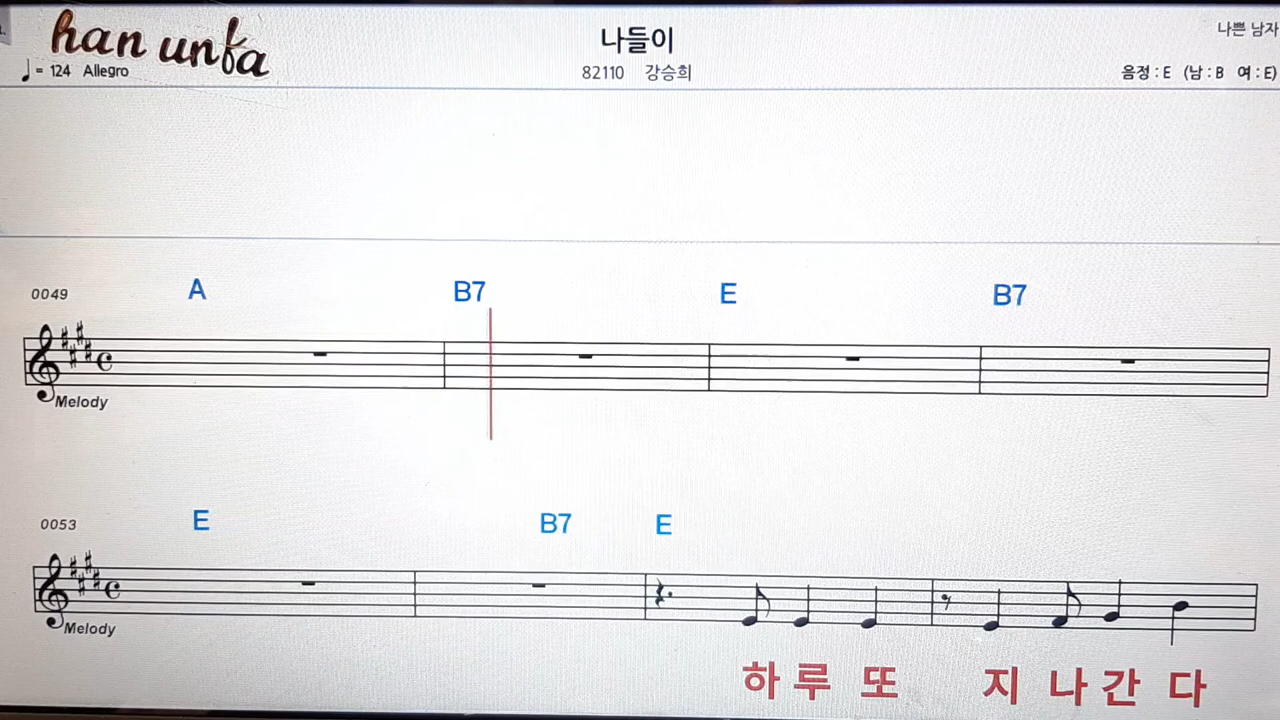 han unfa
나들이
나쁜 남자
♩= 124 Allegro
82110 강승희
음정 : E (남 : B 여 : E)
0049 A B7 E B7
Melody
0053 E B7 E
Melody
하루 또 지나간다